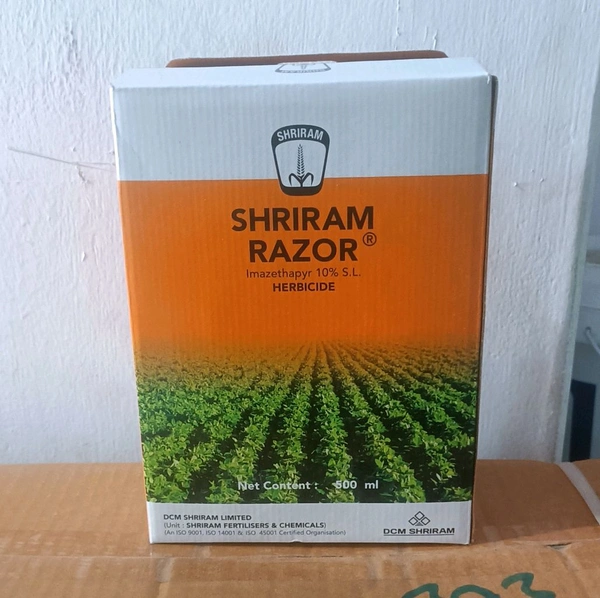 SHRIRAM
SHRIRAM
RAZOR®
Imazethapyr 10% S.L.
HERBICIDE
Net Content : 500 ml
DCM SHRIRAM LIMITED
(Unit : SHRIRAM FERTILISERS & CHEMICALS)
(An ISO 9001, ISO 14001 & ISO 45001 Certified Organisation)
DCM SHRIRAM